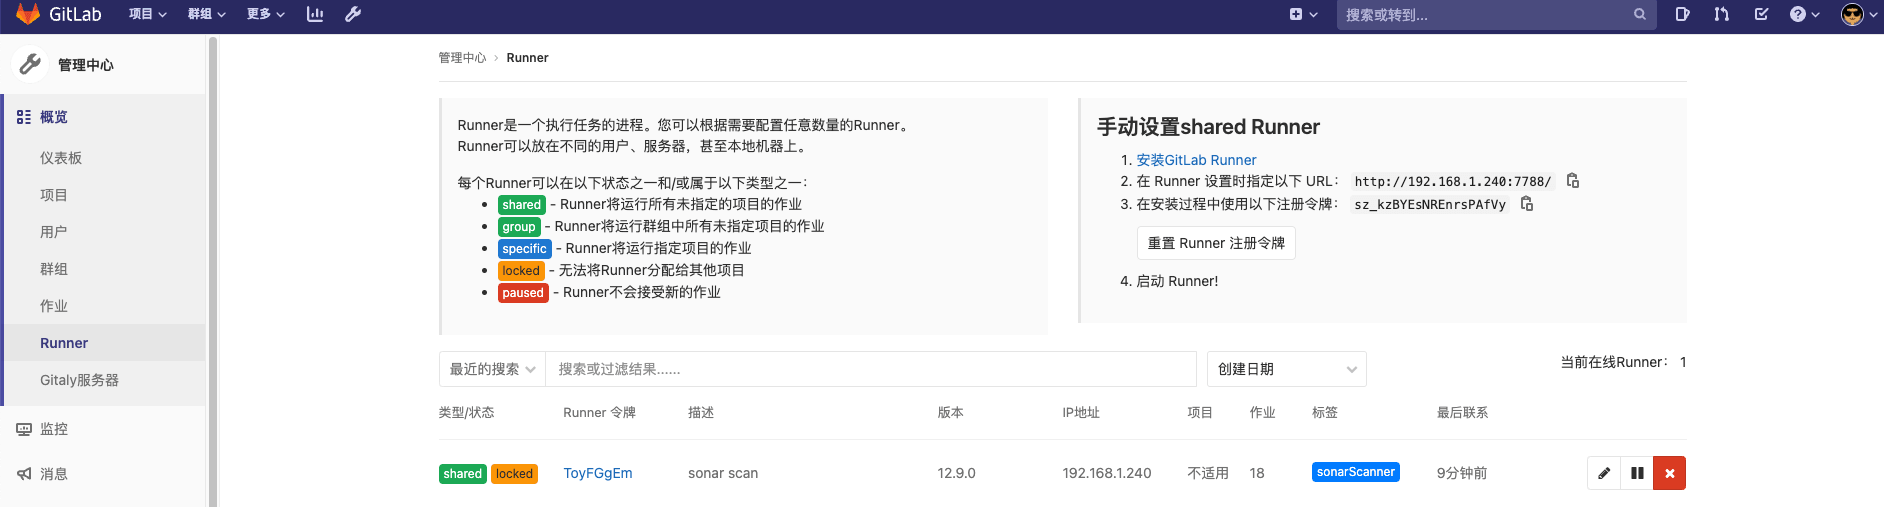 GitLab 项目 群组 更多 搜索或转到...
管理中心
概览
仪表板
项目
用户
群组
作业
Runner
Gitaly服务器
监控
消息
管理中心 › Runner
Runner是一个执行任务的进程。您可以根据需要配置任意数量的Runner。
Runner可以放在不同的用户、服务器，甚至本地机器上。
每个Runner可以在以下状态之一和/或属于以下类型之一：
• shared - Runner将运行所有未指定的项目的作业
• group - Runner将运行群组中所有未指定项目的作业
• specific - Runner将运行指定项目的作业
• locked - 无法将Runner分配给其他项目
• paused - Runner不会接受新的作业
手动设置shared Runner
1. 安装GitLab Runner
2. 在 Runner 设置时指定以下 URL： http://192.168.1.240:7788/
3. 在安装过程中使用以下注册令牌： sz_kzBYEsNREnrsPAfVy
重置 Runner 注册令牌
4. 启动 Runner!
最近的搜索 搜索或过滤结果...... 创建日期 当前在线Runner： 1
类型/状态 Runner 令牌 描述 版本 IP地址 项目 作业 标签 最后联系
shared locked ToyFGgEm sonar scan 12.9.0 192.168.1.240 不适用 18 sonarScanner 9分钟前